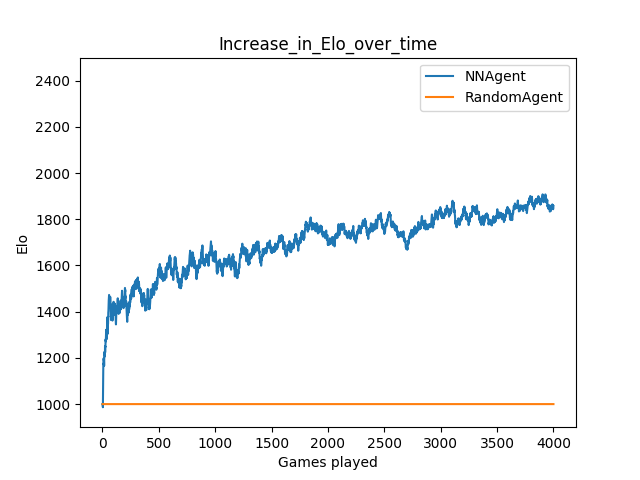 Increase_in_Elo_over_time
NNAgent
RandomAgent
2400
2200
2000
1800
1600
1400
1200
1000
Elo
0 500 1000 1500 2000 2500 3000 3500 4000
Games played